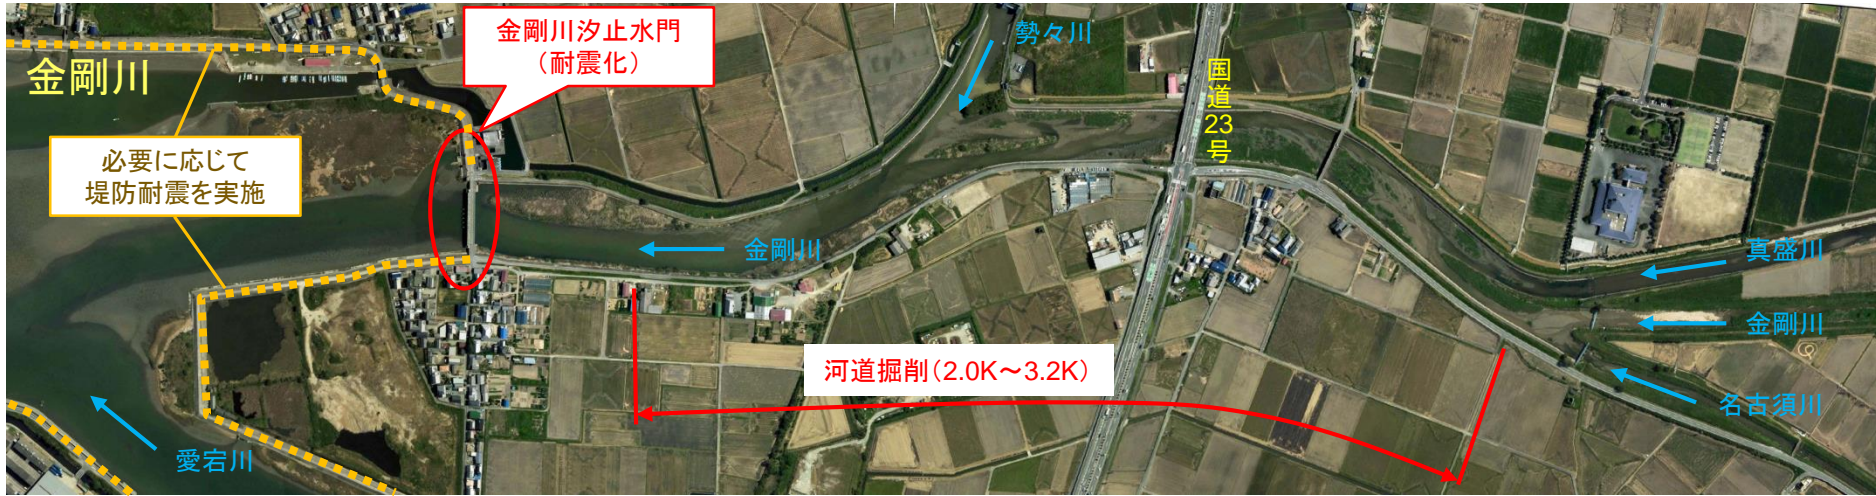 金剛川汐止水門
（耐震化）
勢々川
金剛川
国道23号
必要に応じて
堤防耐震を実施
金剛川
真盛川
金剛川
河道掘削（2.0K～3.2K）
名古須川
愛宕川